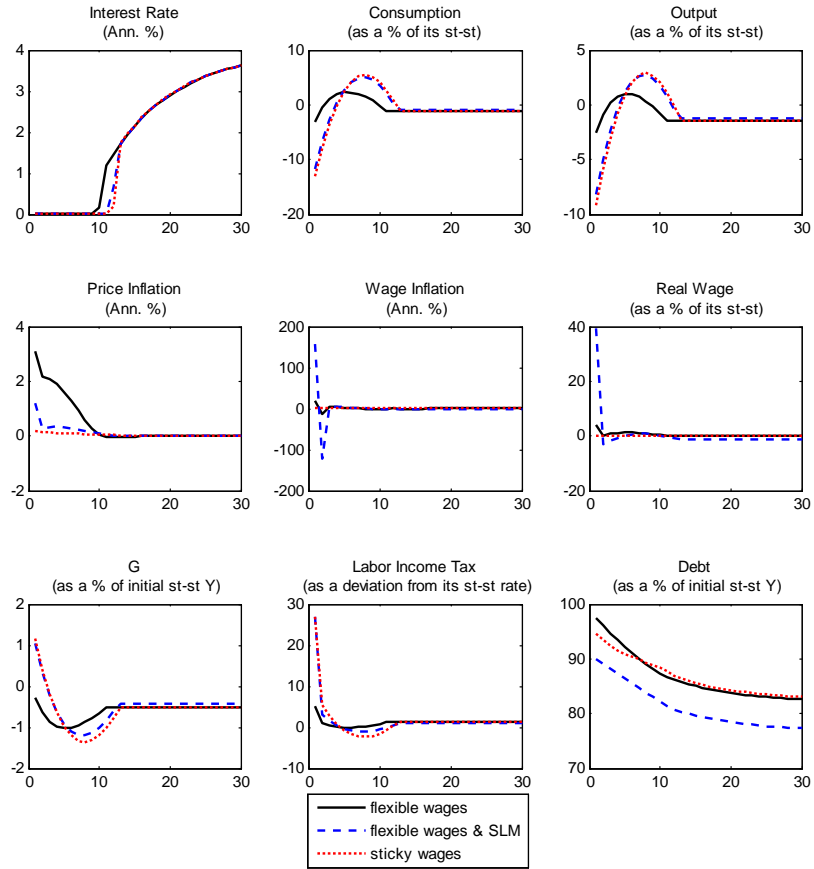 Interest Rate
(Ann. %)
4
3
2
1
0
0 10 20 30
Consumption
(as a % of its st-st)
10
0
-10
-20
0 10 20 30
Output
(as a % of its st-st)
5
0
-5
-10
0 10 20 30
Price Inflation
(Ann. %)
4
2
0
-2
0 10 20 30
Wage Inflation
(Ann. %)
200
100
0
-100
-200
0 10 20 30
Real Wage
(as a % of its st-st)
40
20
0
-20
0 10 20 30
G
(as a % of initial st-st Y)
2
1
0
-1
-2
0 10 20 30
Labor Income Tax
(as a deviation from its st-st rate)
30
20
10
0
-10
0 10 20 30
Debt
(as a % of initial st-st Y)
100
90
80
70
0 10 20 30
flexible wages
flexible wages & SLM
sticky wages